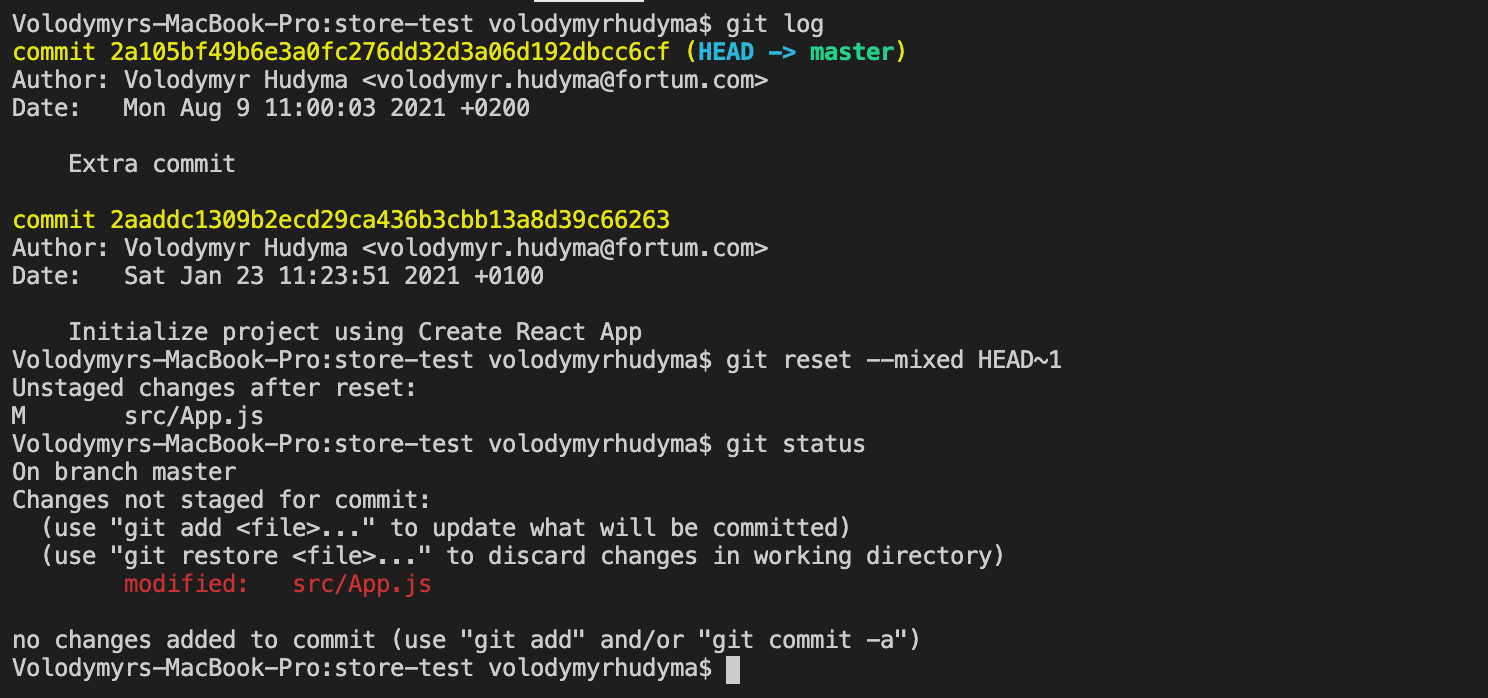 Volodymyrs-MacBook-Pro:store-test volodymyrhudyma$ git log
commit 2a105bf49b6e3a0fc276dd32d3a06d192dbcc6cf (HEAD -> master)
Author: Volodymyr Hudyma <volodymyr.hudyma@fortum.com>
Date:   Mon Aug 9 11:00:03 2021 +0200

    Extra commit

commit 2aaddc1309b2ecd29ca436b3cbb13a8d39c66263
Author: Volodymyr Hudyma <volodymyr.hudyma@fortum.com>
Date:   Sat Jan 23 11:23:51 2021 +0100

    Initialize project using Create React App
Volodymyrs-MacBook-Pro:store-test volodymyrhudyma$ git reset --mixed HEAD~1
Unstaged changes after reset:
M       src/App.js
Volodymyrs-MacBook-Pro:store-test volodymyrhudyma$ git status
On branch master
Changes not staged for commit:
  (use "git add <file>..." to update what will be committed)
  (use "git restore <file>..." to discard changes in working directory)
        modified:   src/App.js

no changes added to commit (use "git add" and/or "git commit -a")
Volodymyrs-MacBook-Pro:store-test volodymyrhudyma$